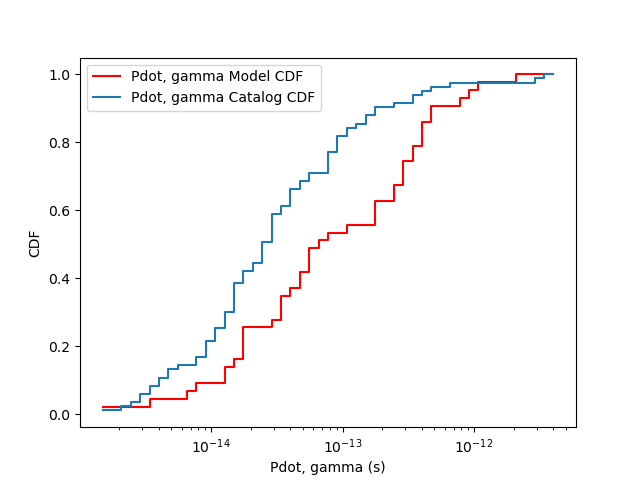 Pdot, gamma Model CDF
Pdot, gamma Catalog CDF
CDF
1.0
0.8
0.6
0.4
0.2
0.0
10⁻¹⁴
10⁻¹³
10⁻¹²
Pdot, gamma (s)